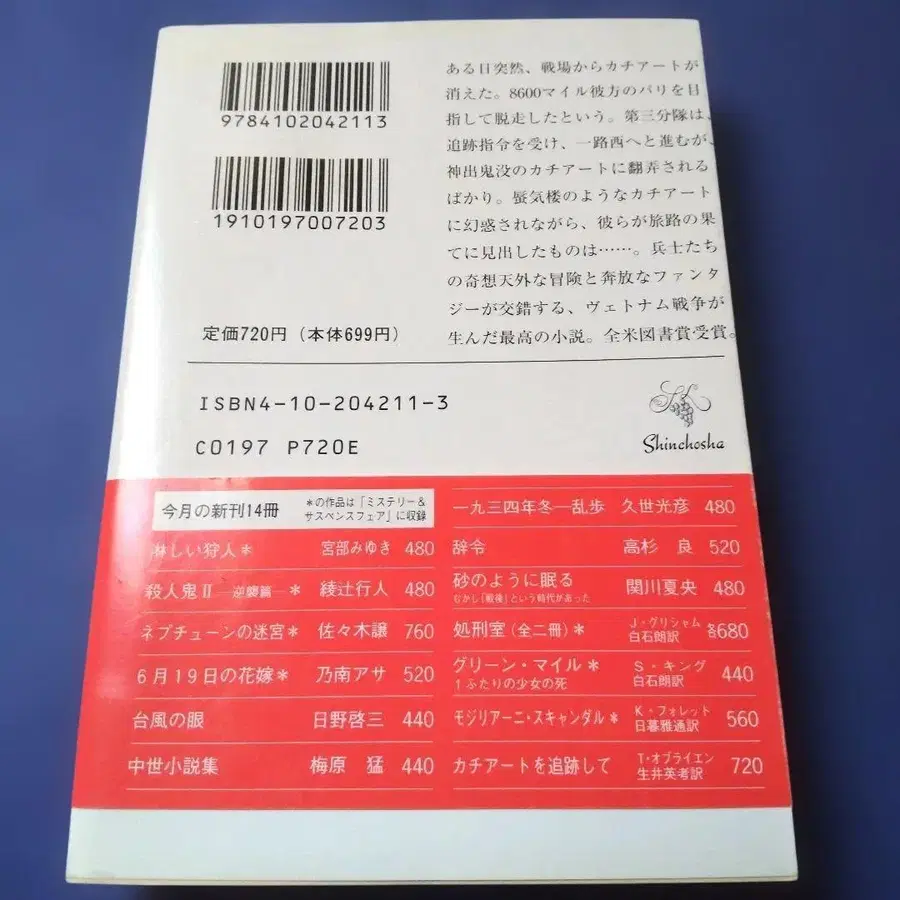 9784102042113
1910197007203
定価720円（本体699円）
ある日突然、戦場からカチアートが
消えた。8600マイル彼方のパリを目
指して脱走したという。第三分隊は、
追跡指令を受け、一路西へと進むが、
神出鬼没のカチアートに翻弄される
ばかり。蜃気楼のようなカチアート
に幻惑されながら、彼らが旅路の果
てに見出したものは……。兵士たち
の奇想天外な冒険と奔放なファンタ
ジーが交錯する、ヴェトナム戦争が
生んだ最高の小説。全米図書賞受賞。
ISBN4-10-204211-3
C0197 P720E
SK
Shinchosha
今月の新刊14冊
＊の作品は「ミステリー＆
サスペンスフェア」に収録
淋しい狩人＊ 宮部みゆき 480
殺人鬼Ⅱ―逆襲篇―＊ 綾辻行人 480
ネプチューンの迷宮＊ 佐々木譲 760
6月19日の花嫁＊ 乃南アサ 520
台風の眼 日野啓三 440
中世小説集 梅原 猛 440
一九三四年冬―乱歩 久世光彦 480
辞令 高杉 良 520
砂のように眠る 関川夏央 480
むかし「戦後」という時代があった
処刑室（全二冊）＊ J・グリシャム 白石朗訳 各680
グリーン・マイル＊ S・キング 白石朗訳 440
1 ふたりの少女の死
モジリアーニ・スキャンダル＊ K・フォレット 日暮雅通訳 560
カチアートを追跡して T・オブライエン 生井英考訳 720